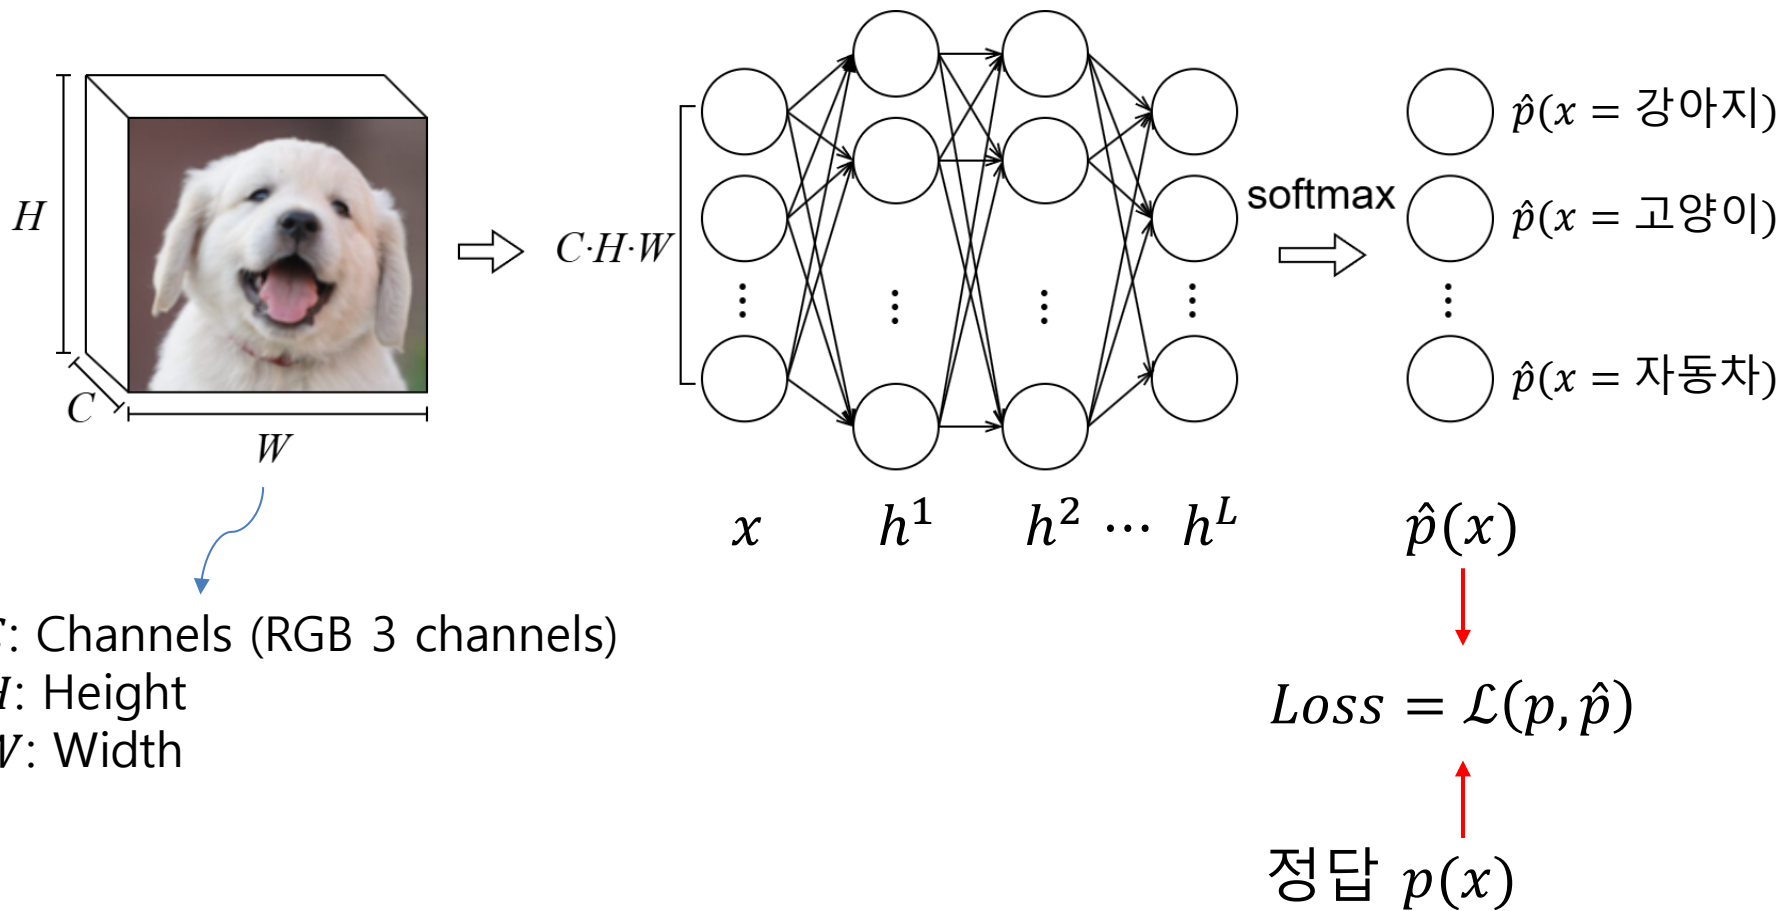 H
C
W
C·H·W
softmax
p̂(x = 강아지)
p̂(x = 고양이)
⋮
p̂(x = 자동차)
x h¹ h² ⋯ h^L p̂(x)
C: Channels (RGB 3 channels)
H: Height
W: Width
Loss = ℒ(p, p̂)
정답 p(x)